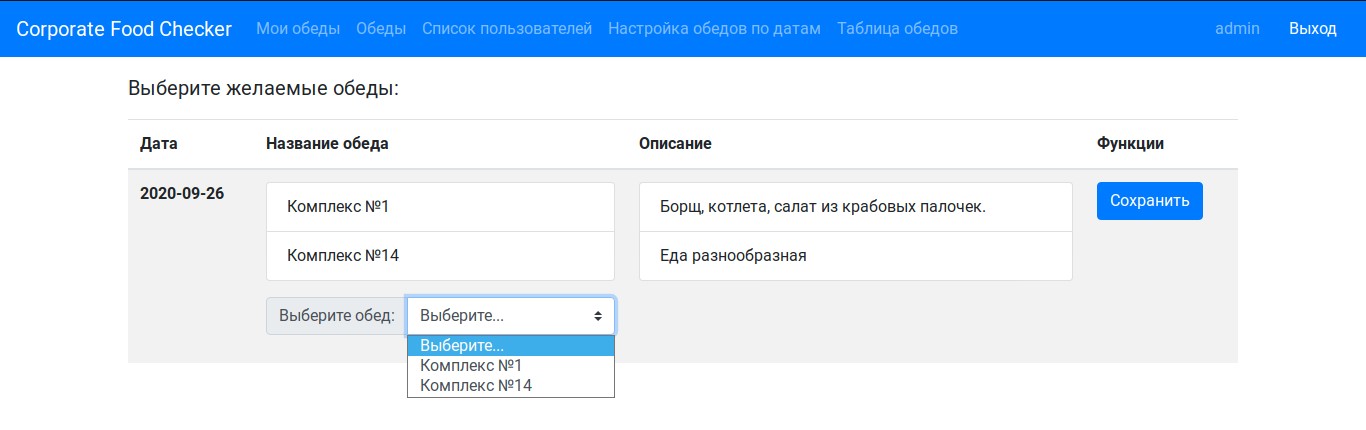 Corporate Food Checker Мои обеды Обеды Список пользователей Настройка обедов по датам Таблица обедов admin Выход
Выберите желаемые обеды:
Дата Название обеда Описание Функции
2020-09-26 Комплекс №1 Борщ, котлета, салат из крабовых палочек. Сохранить
Комплекс №14 Еда разнообразная
Выберите обед: Выберите...
Выберите...
Комплекс №1
Комплекс №14